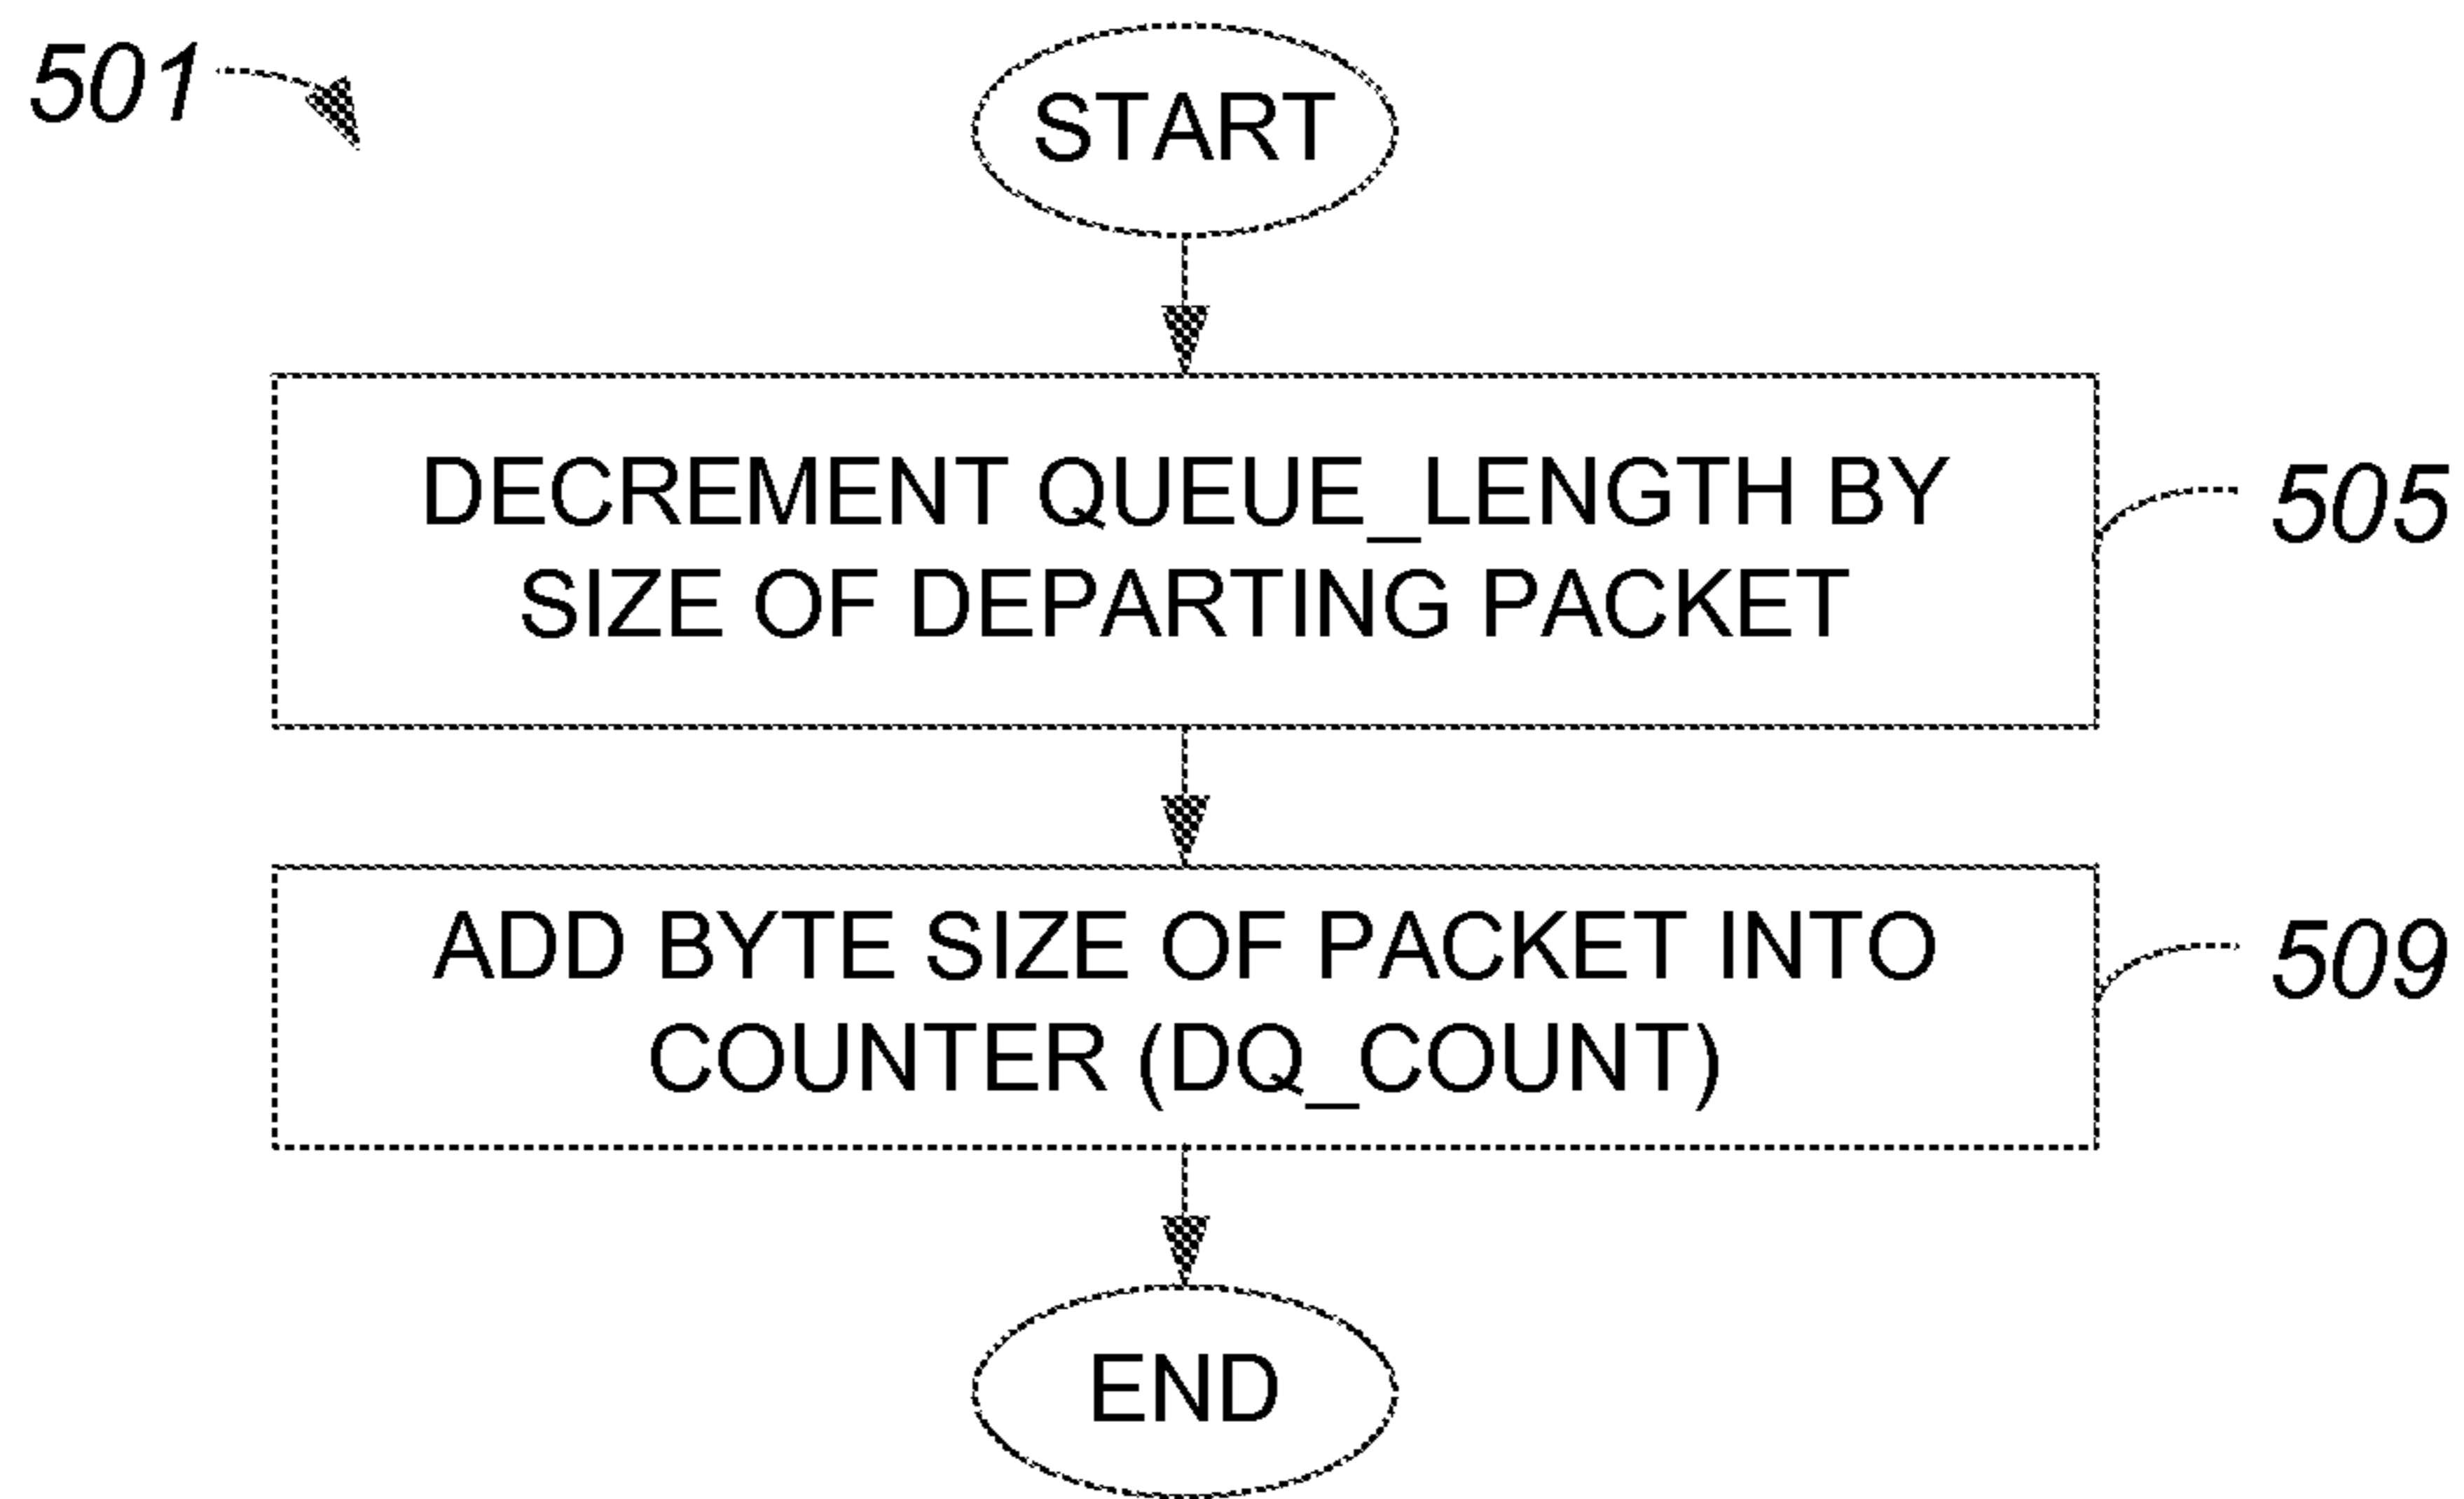 501
START
DECREMENT QUEUE_LENGTH BY
SIZE OF DEPARTING PACKET
505
ADD BYTE SIZE OF PACKET INTO
COUNTER (DQ_COUNT)
509
END